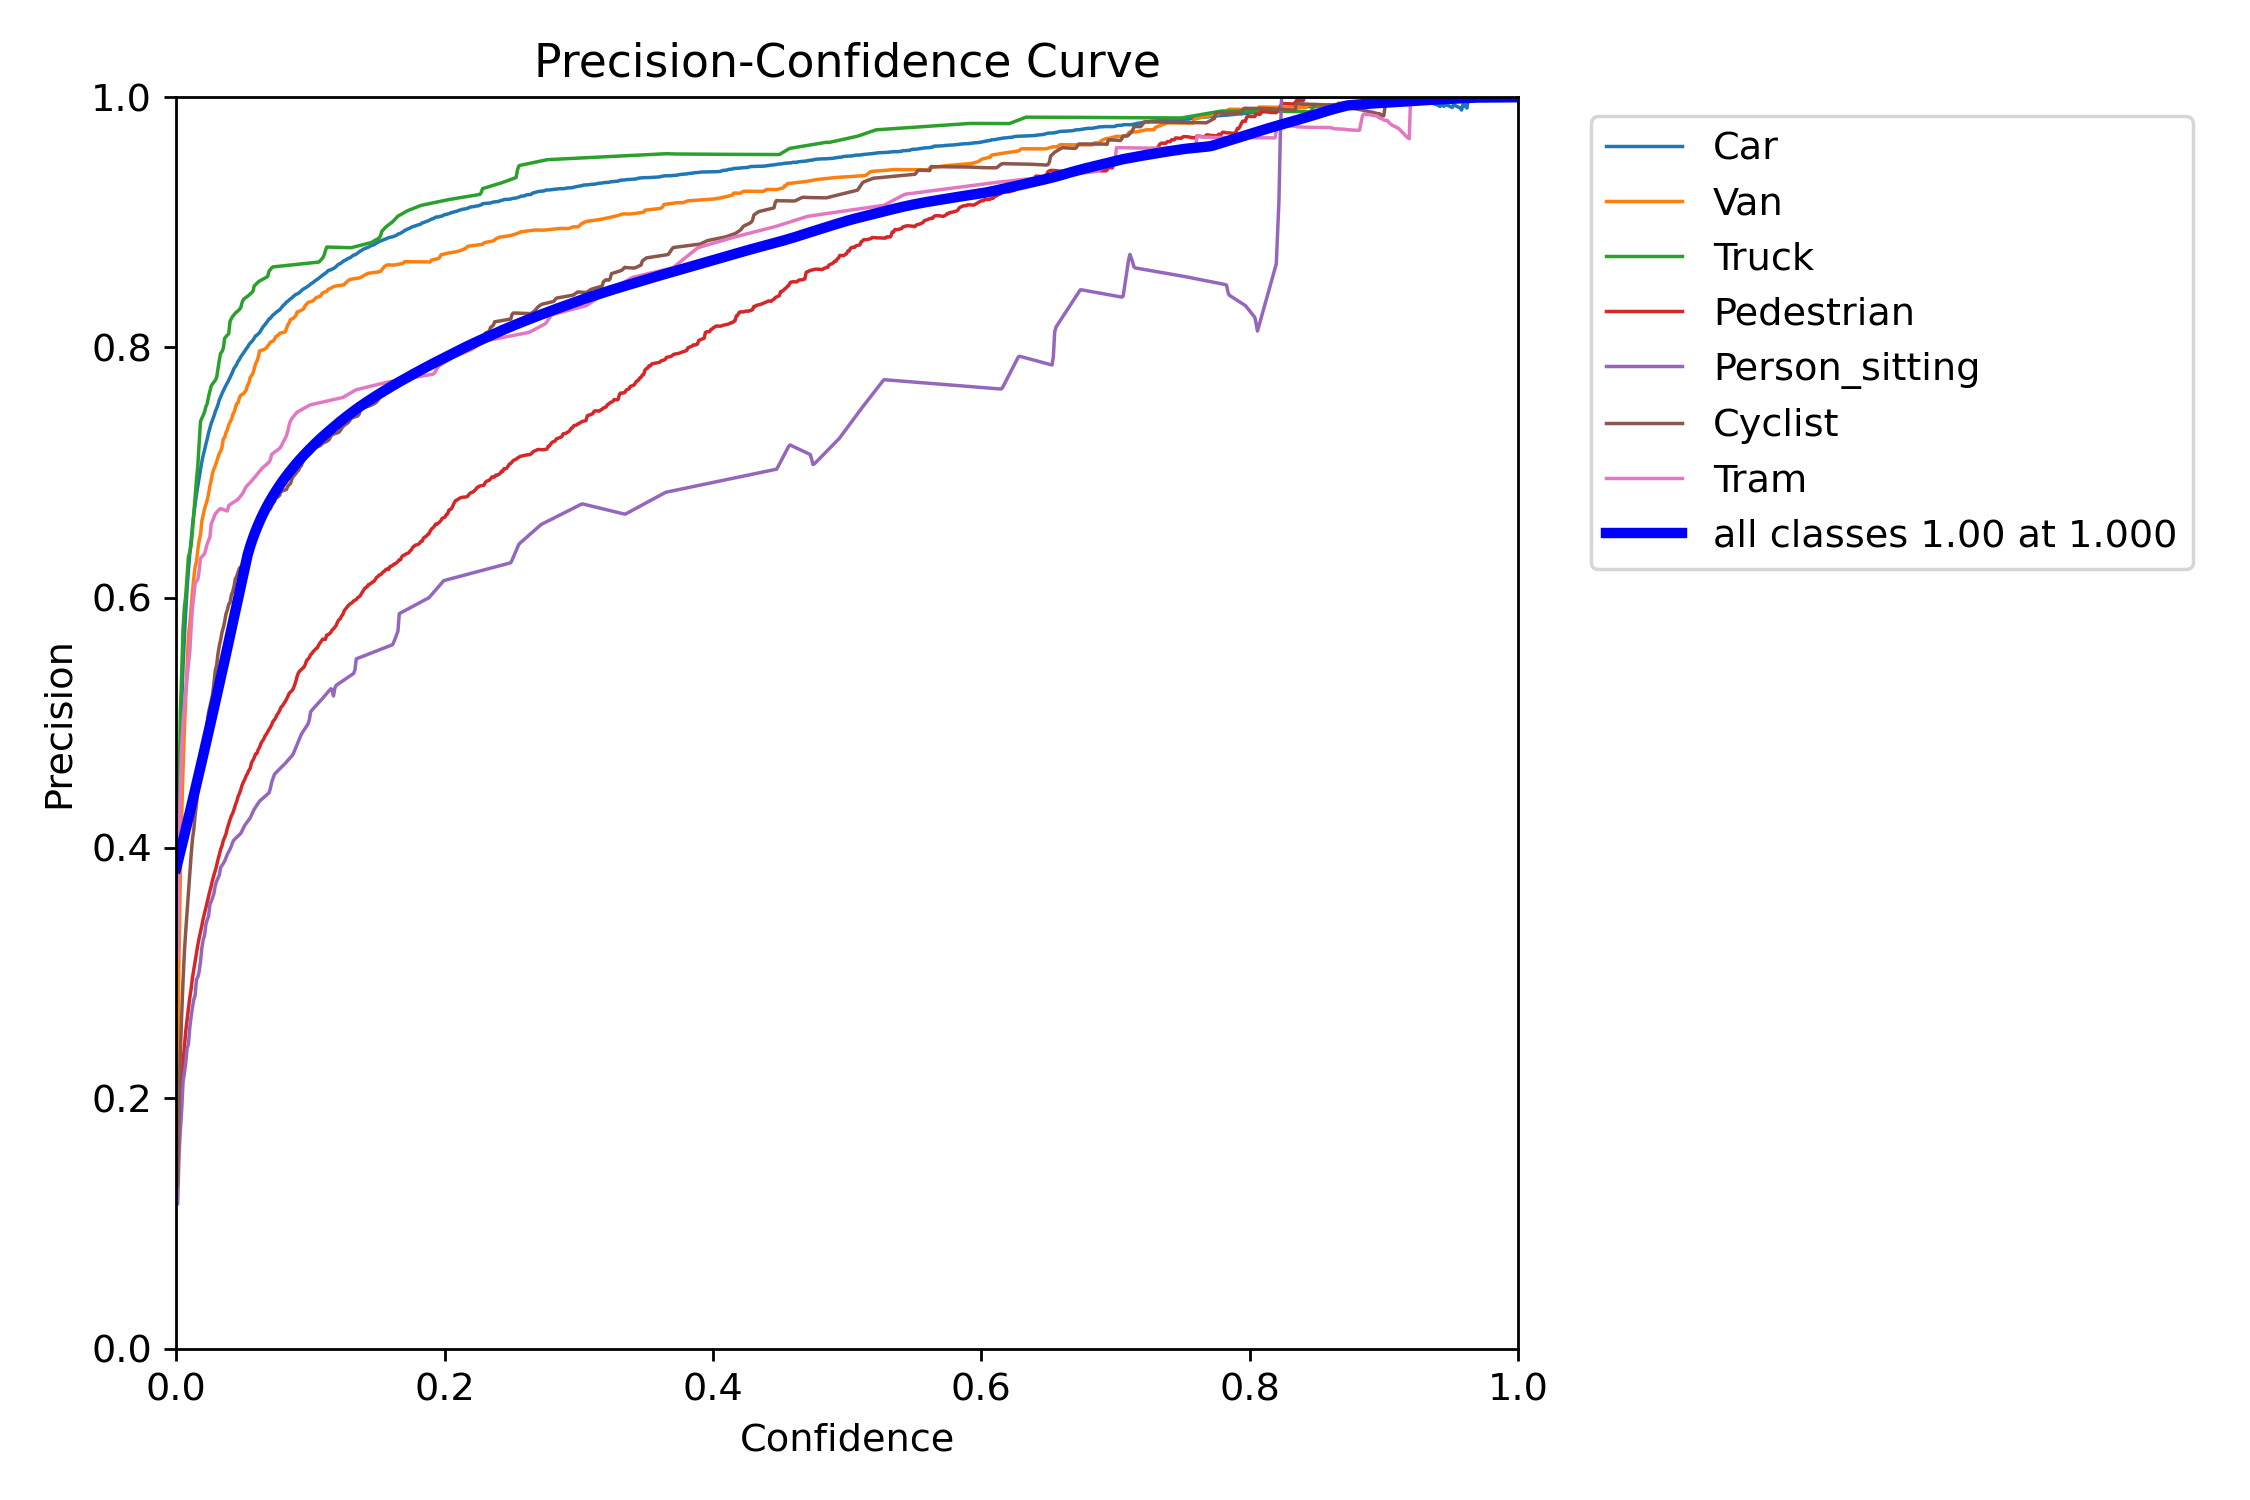 Precision-Confidence Curve
1.0
0.8
0.6
0.4
0.2
0.0
Precision
0.0 0.2 0.4 0.6 0.8 1.0
Confidence
Car
Van
Truck
Pedestrian
Person_sitting
Cyclist
Tram
all classes 1.00 at 1.000